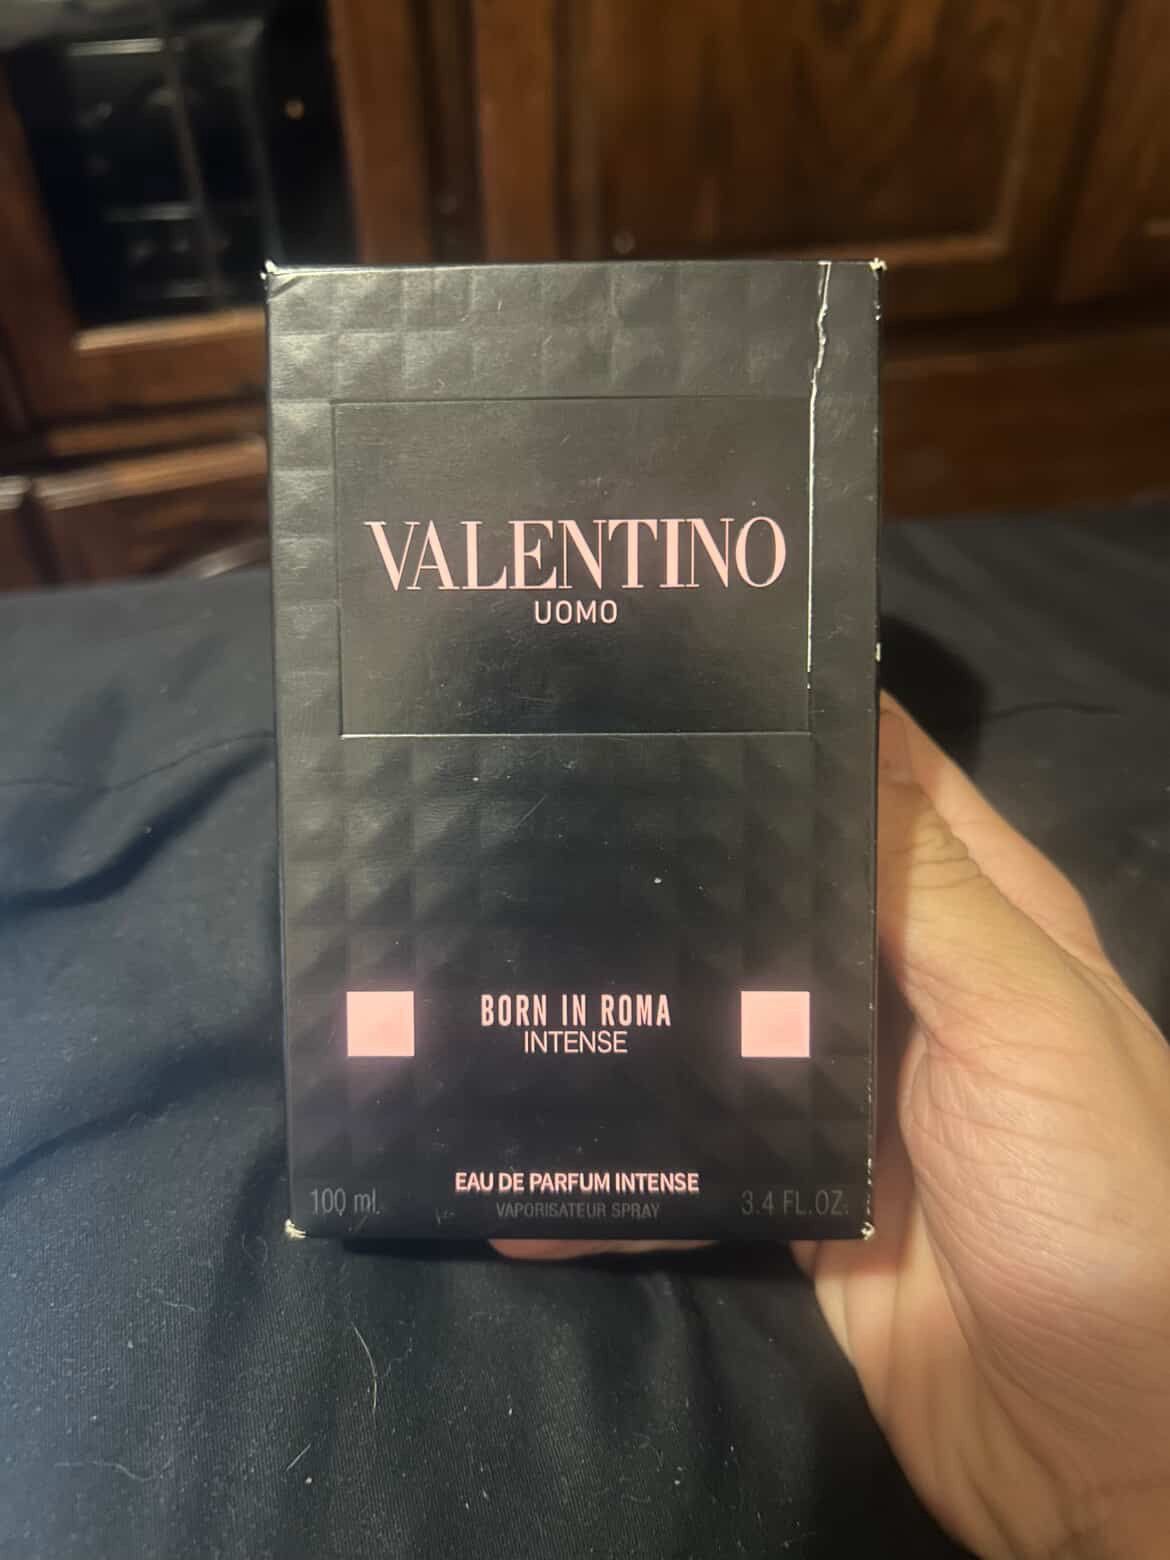 VALENTINO
UOMO
BORN IN ROMA
INTENSE
EAU DE PARFUM INTENSE
100 ml. VAPORISATEUR SPRAY 3.4 FL.OZ.